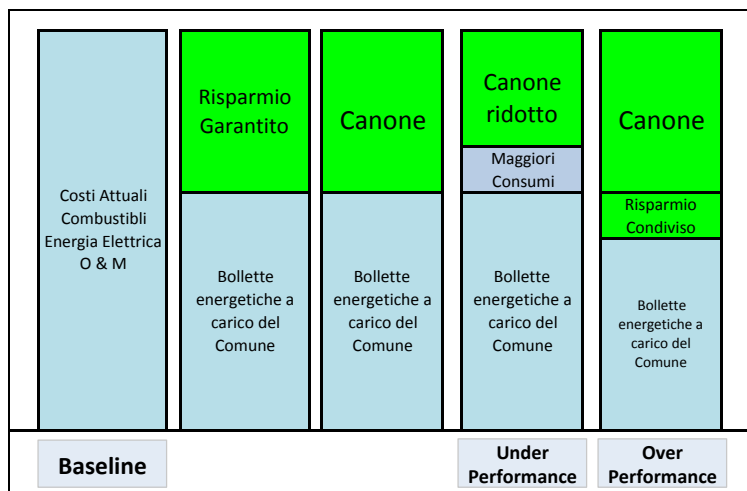 Costi Attuali
Combustibli
Energia Elettrica
O & M
Baseline
Risparmio
Garantito
Bollette
energetiche a
carico del
Comune
Canone
Bollette
energetiche a
carico del
Comune
Canone
ridotto
Maggiori
Consumi
Bollette
energetiche a
carico del
Comune
Under
Performance
Canone
Risparmio
Condiviso
Bollette
energetiche a
carico del
Comune
Over
Performance